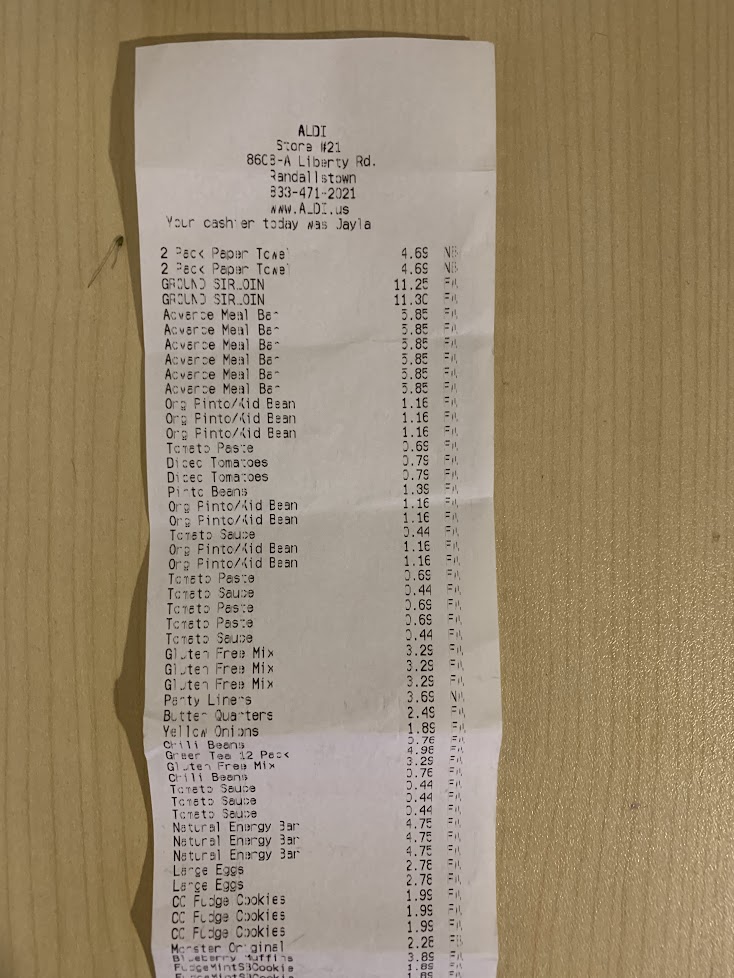 ALDI
Store #21
Liberty Rd.
Randallstown
833-471-2021
www.ALDI.us
Your cashier today was Jayla
2 Pack Paper Towel 4.69 NB
2 Pack Paper Towel 4.69 NB
GROUND SIRLOIN 11.25 FA
GROUND SIRLOIN 11.30 FA
Advance Meal Bar 5.85 FA
Advance Meal Bar 5.85 FA
Advance Meal Bar 5.85 FA
Advance Meal Bar 5.85 FA
Advance Meal Bar 5.85 FA
Advance Meal Bar 5.85 FA
Org Pinto/Kid Bean 1.16 FA
Org Pinto/Kid Bean 1.16 FA
Org Pinto/Kid Bean 1.16 FA
Tomato Paste 0.69 FA
Diced Tomatoes 0.79 FA
Diced Tomatoes 0.79 FA
Pinto Beans 1.39 FA
Org Pinto/Kid Bean 1.16 FA
Org Pinto/Kid Bean 1.16 FA
Tomato Sauce 0.44 FA
Org Pinto/Kid Bean 1.16 FA
Org Pinto/Kid Bean 1.16 FA
Tomato Paste 0.69 FA
Tomato Sauce 0.44 FA
Tomato Paste 0.69 FA
Tomato Paste 0.69 FA
Tomato Sauce 0.44 FA
Gluten Free Mix 3.29 FA
Gluten Free Mix 3.29 FA
Gluten Free Mix 3.29 FA
Panty Liners 3.69 NA
Butter Quarters 2.49 FA
Yellow Onions 1.89 FA
Chili Beans 0.76 FA
Green Tea 12 Pack 4.98 FA
Gluten Free Mix 3.29 FA
Chili Beans 0.76 FA
Tomato Sauce 0.44 FA
Tomato Sauce 0.44 FA
Tomato Sauce 0.44 FA
Natural Energy Bar 4.75 FA
Natural Energy Bar 4.75 FA
Natural Energy Bar 4.75 FA
Large Eggs 2.78 FA
Large Eggs 2.78 FA
CC Fudge Cookies 1.99 FA
CC Fudge Cookies 1.99 FA
CC Fudge Cookies 1.99 FA
Monster Original 2.28 FB
Blueberry Muffins 3.89 FA
FudgeMintSBCookie 1.89 FA
FudgeMintSBCookie 1.89 FA